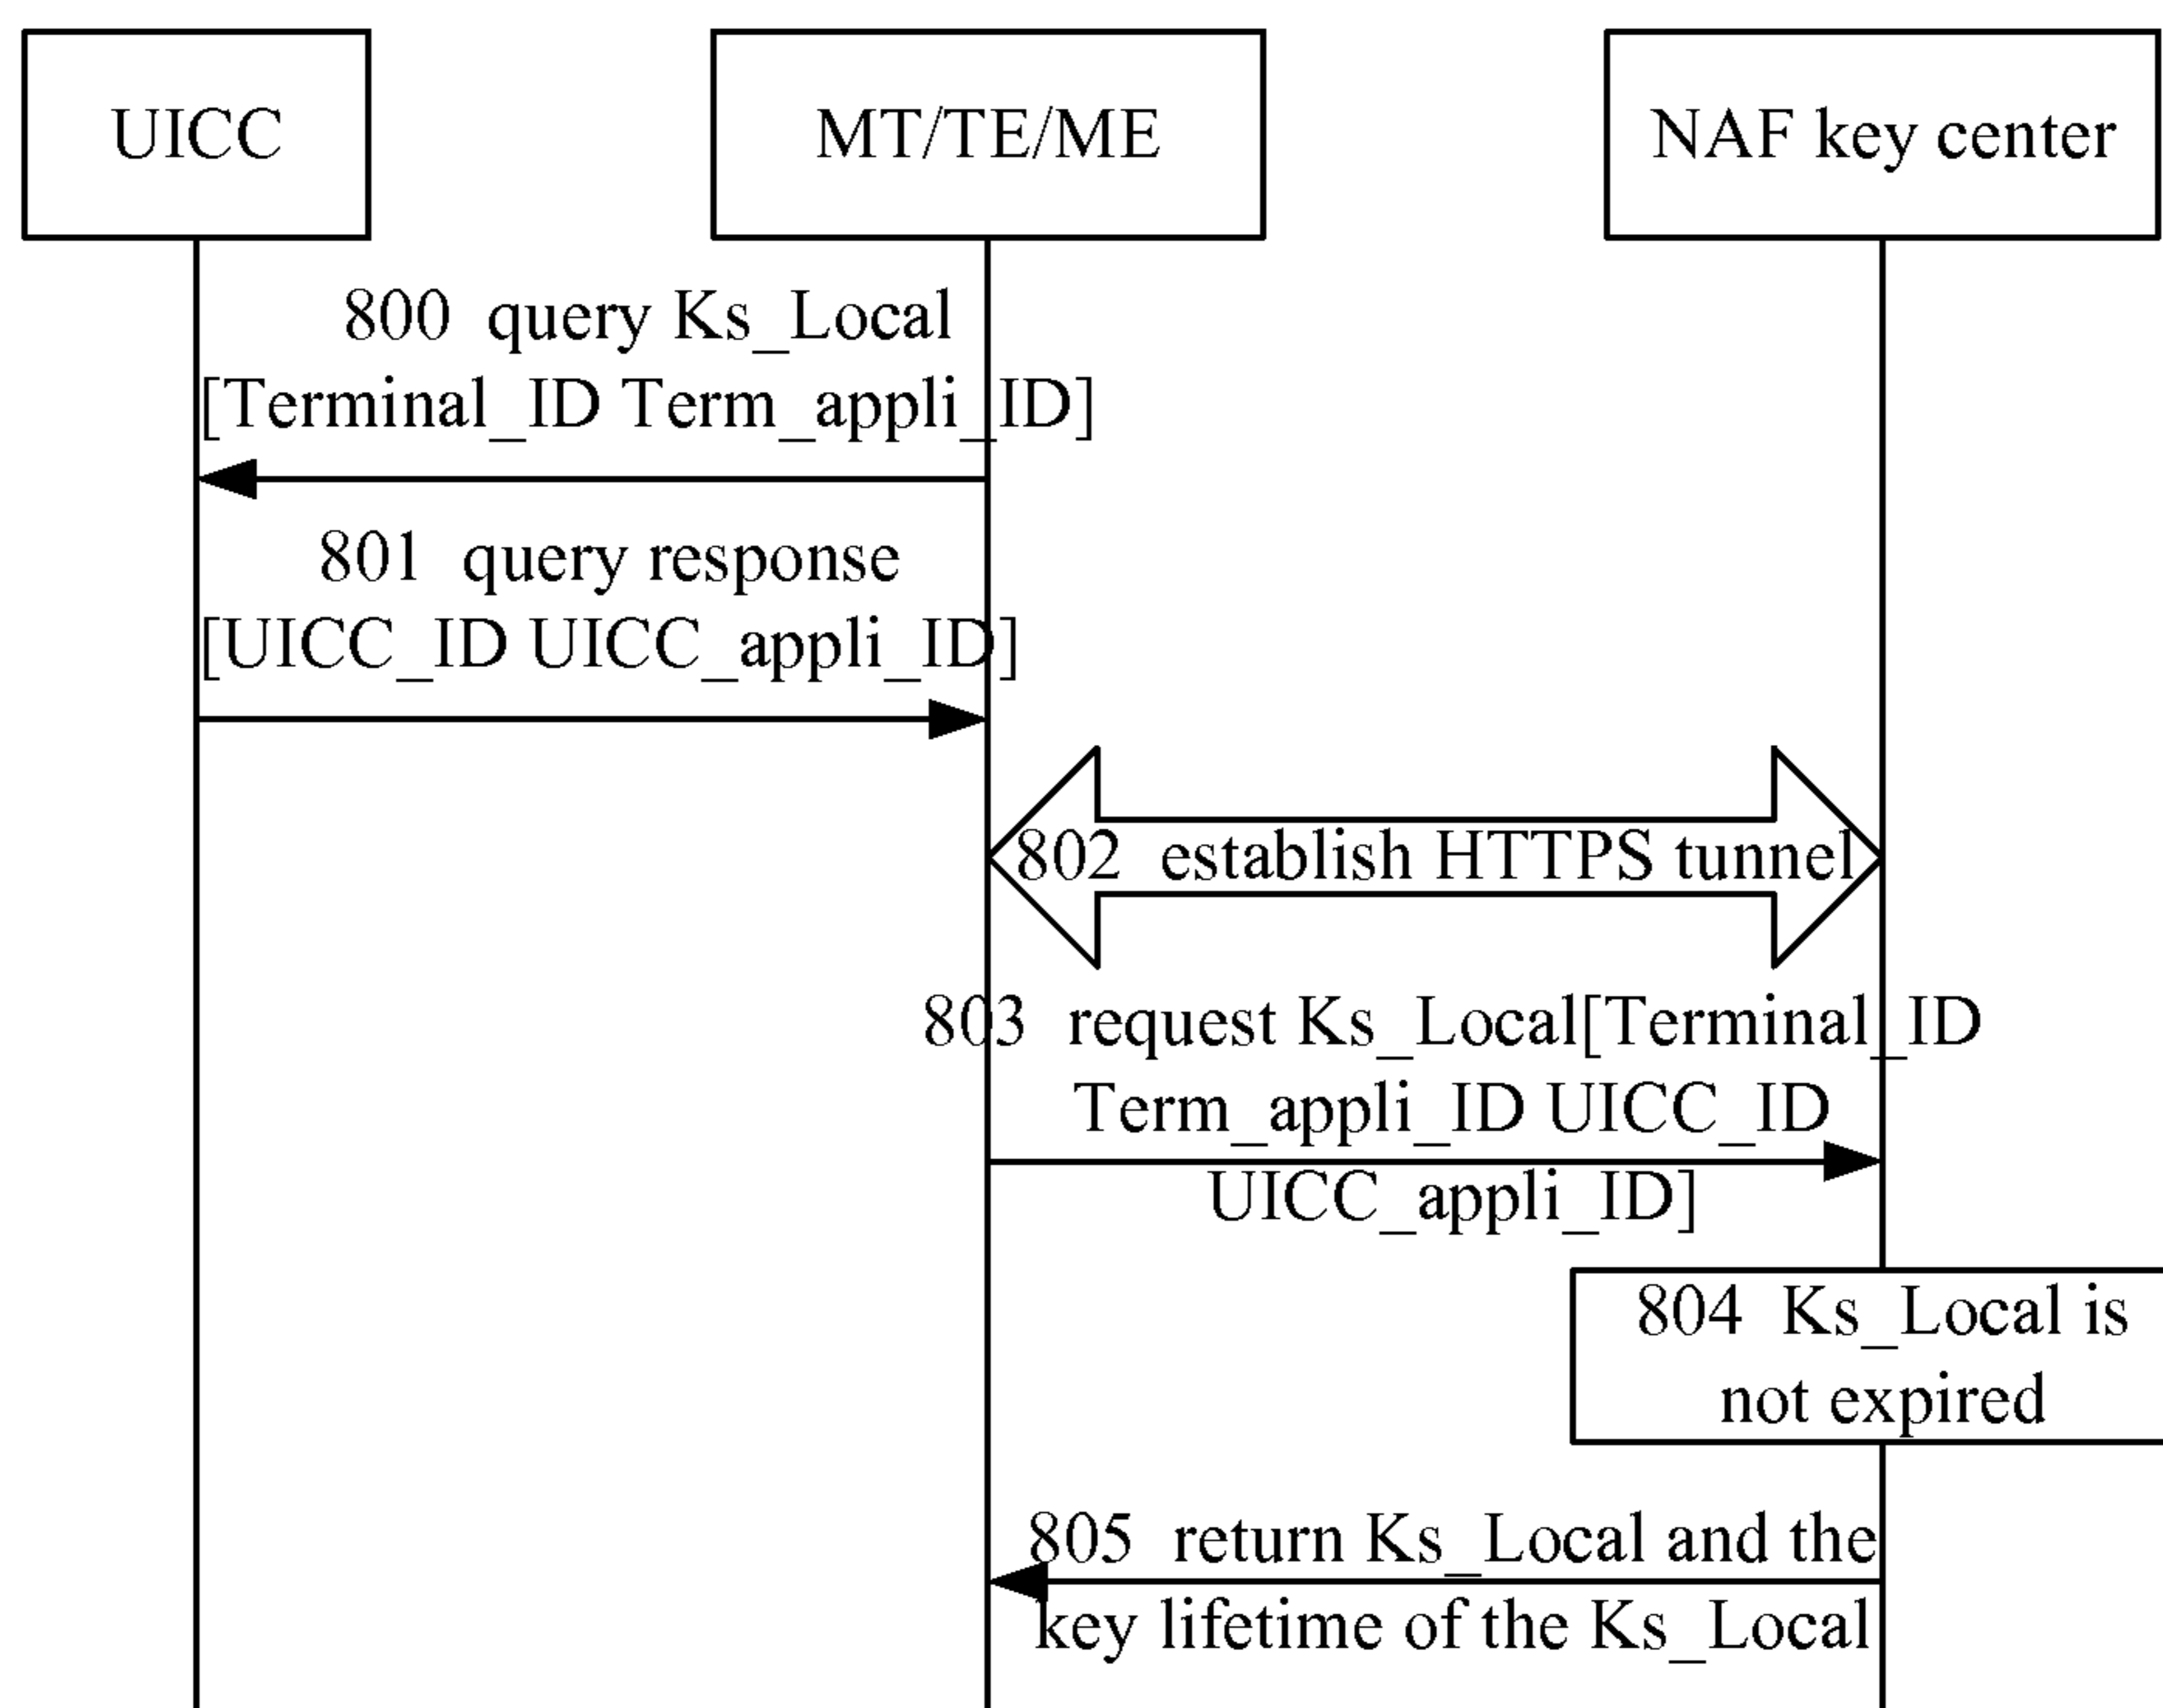 UICC
MT/TE/ME
NAF key center
800 query Ks_Local
[Terminal_ID Term_appli_ID]
801 query response
[UICC_ID UICC_appli_ID]
802 establish HTTPS tunnel
803 request Ks_Local[Terminal_ID
Term_appli_ID UICC_ID
UICC_appli_ID]
804 Ks_Local is
not expired
805 return Ks_Local and the
key lifetime of the Ks_Local